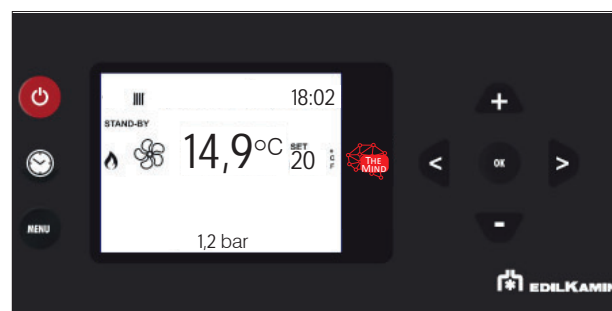 18:02
STAND-BY
14,9°C
SET
20
THE
MIND
1,2 bar
MENU
+
<
OK
>
-
EDILKAMIN